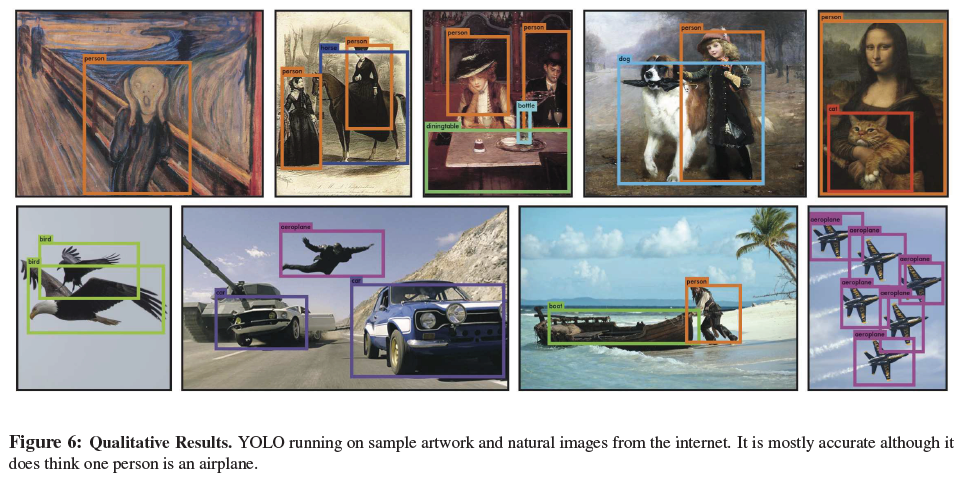 person
person
horse
person
person
person
bottle
diningtable
person
dog
person
cat
bird
bird
aeroplane
car
car
person
boat
aeroplane
aeroplane
aeroplane
aeroplane
aeroplane
aeroplane
Figure 6: Qualitative Results. YOLO running on sample artwork and natural images from the internet. It is mostly accurate although it
does think one person is an airplane.